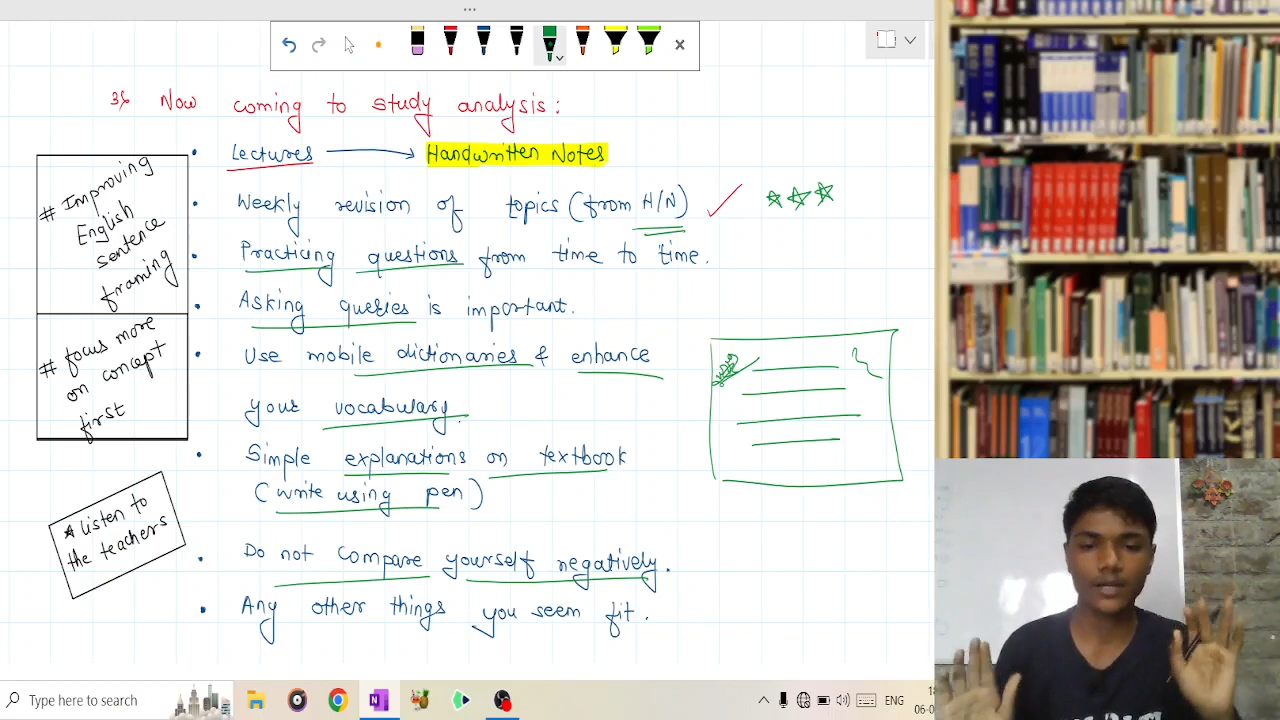 3% Now coming to study analysis:
• Lectures → Handwritten Notes
• Weekly revision of topics (from H/N)
• Practicing questions from time to time.
• Asking queries is important.
• Use mobile dictionaries & enhance
your vocabulary.
• Simple explanations on textbook
(write using pen)
• Do not compare yourself negatively.
• Any other things you seem fit.
# Improving
English
sentence
framing
# focus more
on concept
first
* Listen to
the teachers
Type here to search
ENG